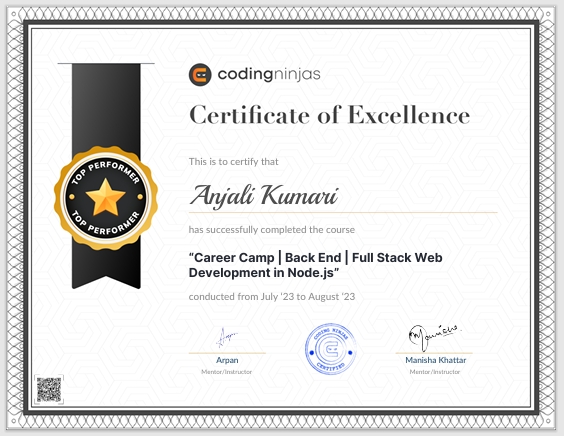 codingninjas
Certificate of Excellence
This is to certify that
TOP PERFORMER
TOP PERFORMER
Anjali Kumari
has successfully completed the course
“Career Camp | Back End | Full Stack Web
Development in Node.js”
conducted from July ’23 to August ’23
Arpan
CODING NINJAS
CERTIFIED
Manisha
Arpan
Manisha Khattar
Mentor/Instructor
Mentor/Instructor